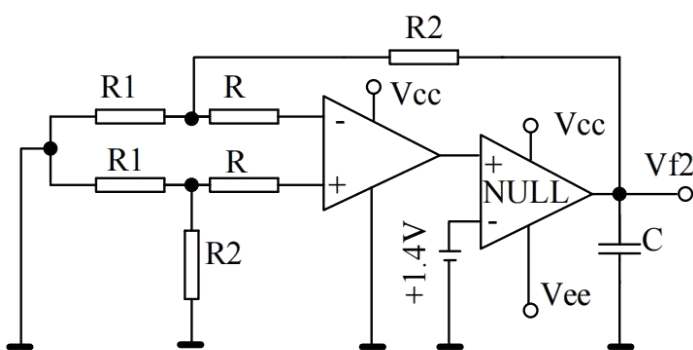 R2
R1
R
Vcc
-
Vcc
R1
R
+
+
NULL
-
Vf2
R2
+1.4V
C
Vee